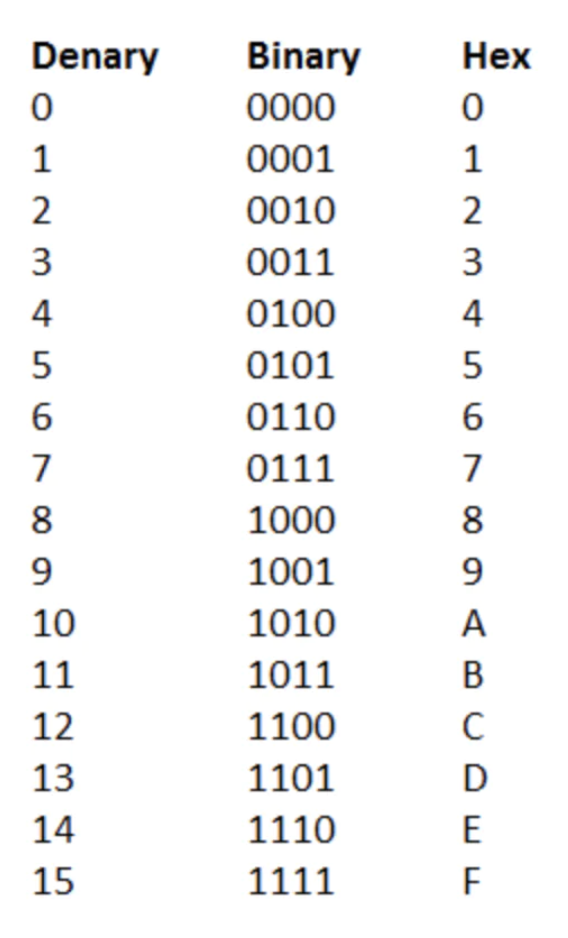 Denary Binary Hex
0 0000 0
1 0001 1
2 0010 2
3 0011 3
4 0100 4
5 0101 5
6 0110 6
7 0111 7
8 1000 8
9 1001 9
10 1010 A
11 1011 B
12 1100 C
13 1101 D
14 1110 E
15 1111 F